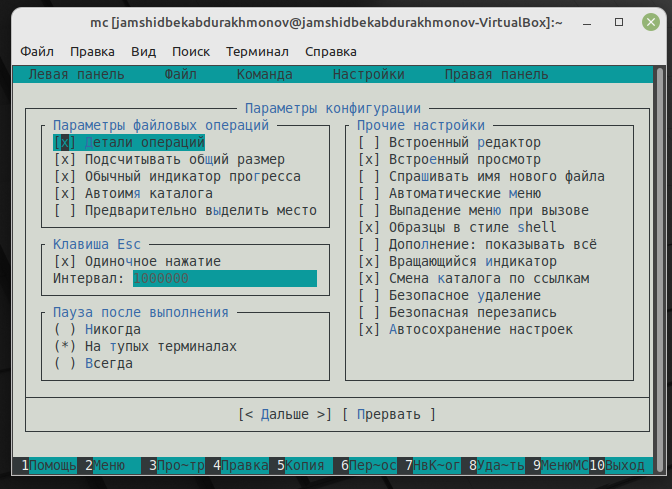 mc [jamshidbekabdurakhmonov@jamshidbekabdurakhmonov-VirtualBox]:~
Файл Правка Вид Поиск Терминал Справка
Левая панель Файл Команда Настройки Правая панель
Параметры конфигурации
Параметры файловых операций
[x] Детали операций
[x] Подсчитывать общий размер
[x] Обычный индикатор прогресса
[x] Автоимя каталога
[ ] Предварительно выделить место
Клавиша Esc
[x] Одиночное нажатие
Интервал: 1000000
Пауза после выполнения
( ) Никогда
(*) На тупых терминалах
( ) Всегда
Прочие настройки
[ ] Встроенный редактор
[x] Встроенный просмотр
[ ] Спрашивать имя нового файла
[ ] Автоматические меню
[ ] Выпадение меню при вызове
[x] Образцы в стиле shell
[ ] Дополнение: показывать всё
[x] Вращающийся индикатор
[x] Смена каталога по ссылкам
[ ] Безопасное удаление
[ ] Безопасная перезапись
[x] Автосохранение настроек
[< Дальше >] [ Прервать ]
1Помощь 2Меню 3Про~тр 4Правка 5Копия 6Пер~ос 7НвК~ог 8Уда~ть 9МенюМС 10Выход